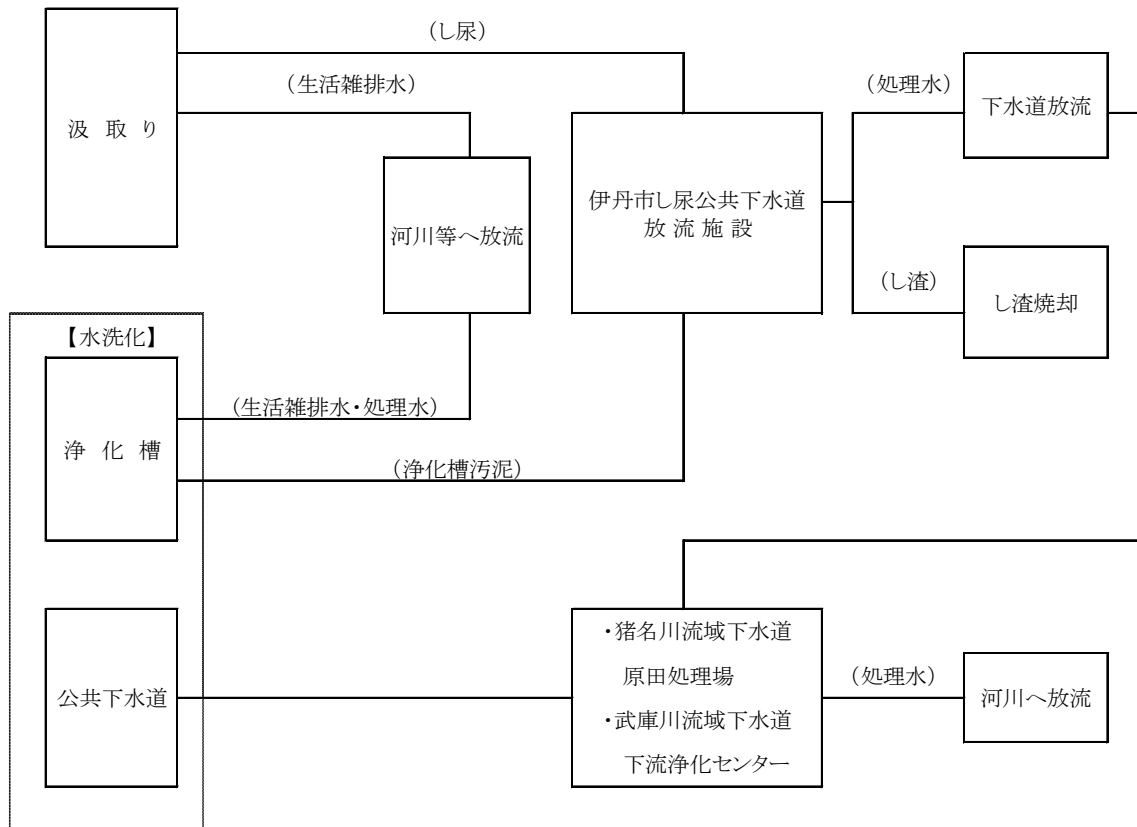 (し尿)
(生活雑排水)
汲 取 り
河川等へ放流
伊丹市し尿公共下水道
放 流 施 設
(処理水)
下水道放流
(し渣)
し渣焼却
【水洗化】
浄 化 槽
(生活雑排水・処理水)
(浄化槽汚泥)
公共下水道
・猪名川流域下水道
原田処理場
・武庫川流域下水道
下流浄化センター
(処理水)
河川へ放流